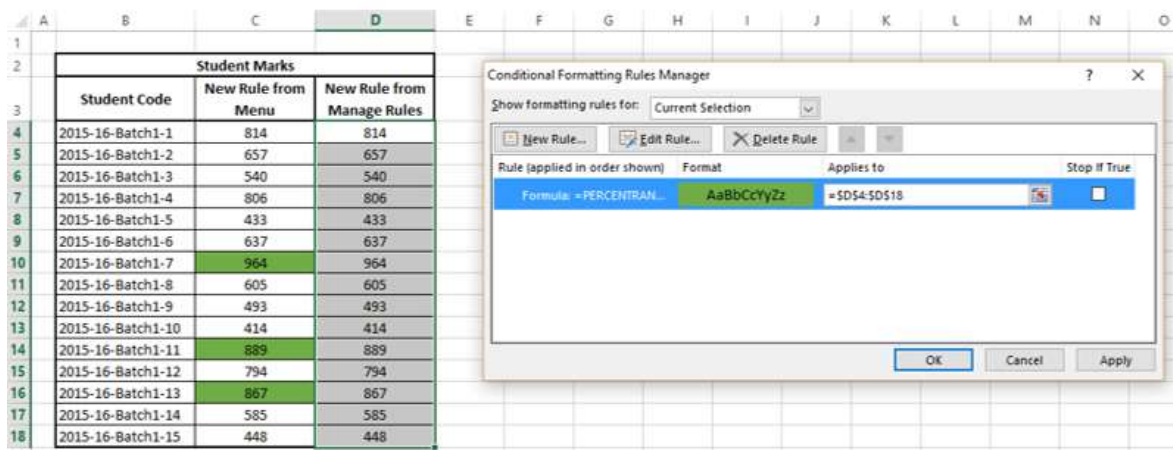 A B C D E F G H I J K L M N O
1
2 Student Marks
3 Student Code New Rule from Menu New Rule from Manage Rules
4 2015-16-Batch1-1 814 814
5 2015-16-Batch1-2 657 657
6 2015-16-Batch1-3 540 540
7 2015-16-Batch1-4 806 806
8 2015-16-Batch1-5 433 433
9 2015-16-Batch1-6 637 637
10 2015-16-Batch1-7 964 964
11 2015-16-Batch1-8 605 605
12 2015-16-Batch1-9 493 493
13 2015-16-Batch1-10 414 414
14 2015-16-Batch1-11 889 889
15 2015-16-Batch1-12 794 794
16 2015-16-Batch1-13 867 867
17 2015-16-Batch1-14 585 585
18 2015-16-Batch1-15 448 448
Conditional Formatting Rules Manager ? ×
Show formatting rules for: Current Selection
New Rule... Edit Rule... Delete Rule
Rule (applied in order shown) Format Applies to Stop If True
Formula: =PERCENTRAN... AaBbCcYyZz =$D$4:$D$18
OK Cancel Apply